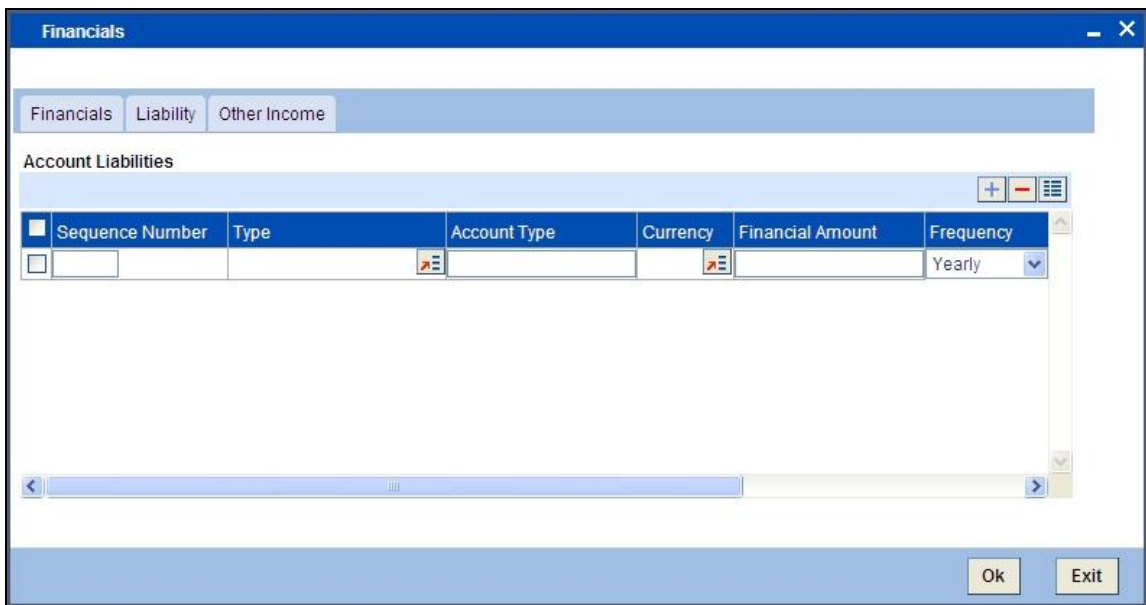 Financials
Financials Liability Other Income
Account Liabilities
Sequence Number Type Account Type Currency Financial Amount Frequency
Yearly
Ok Exit